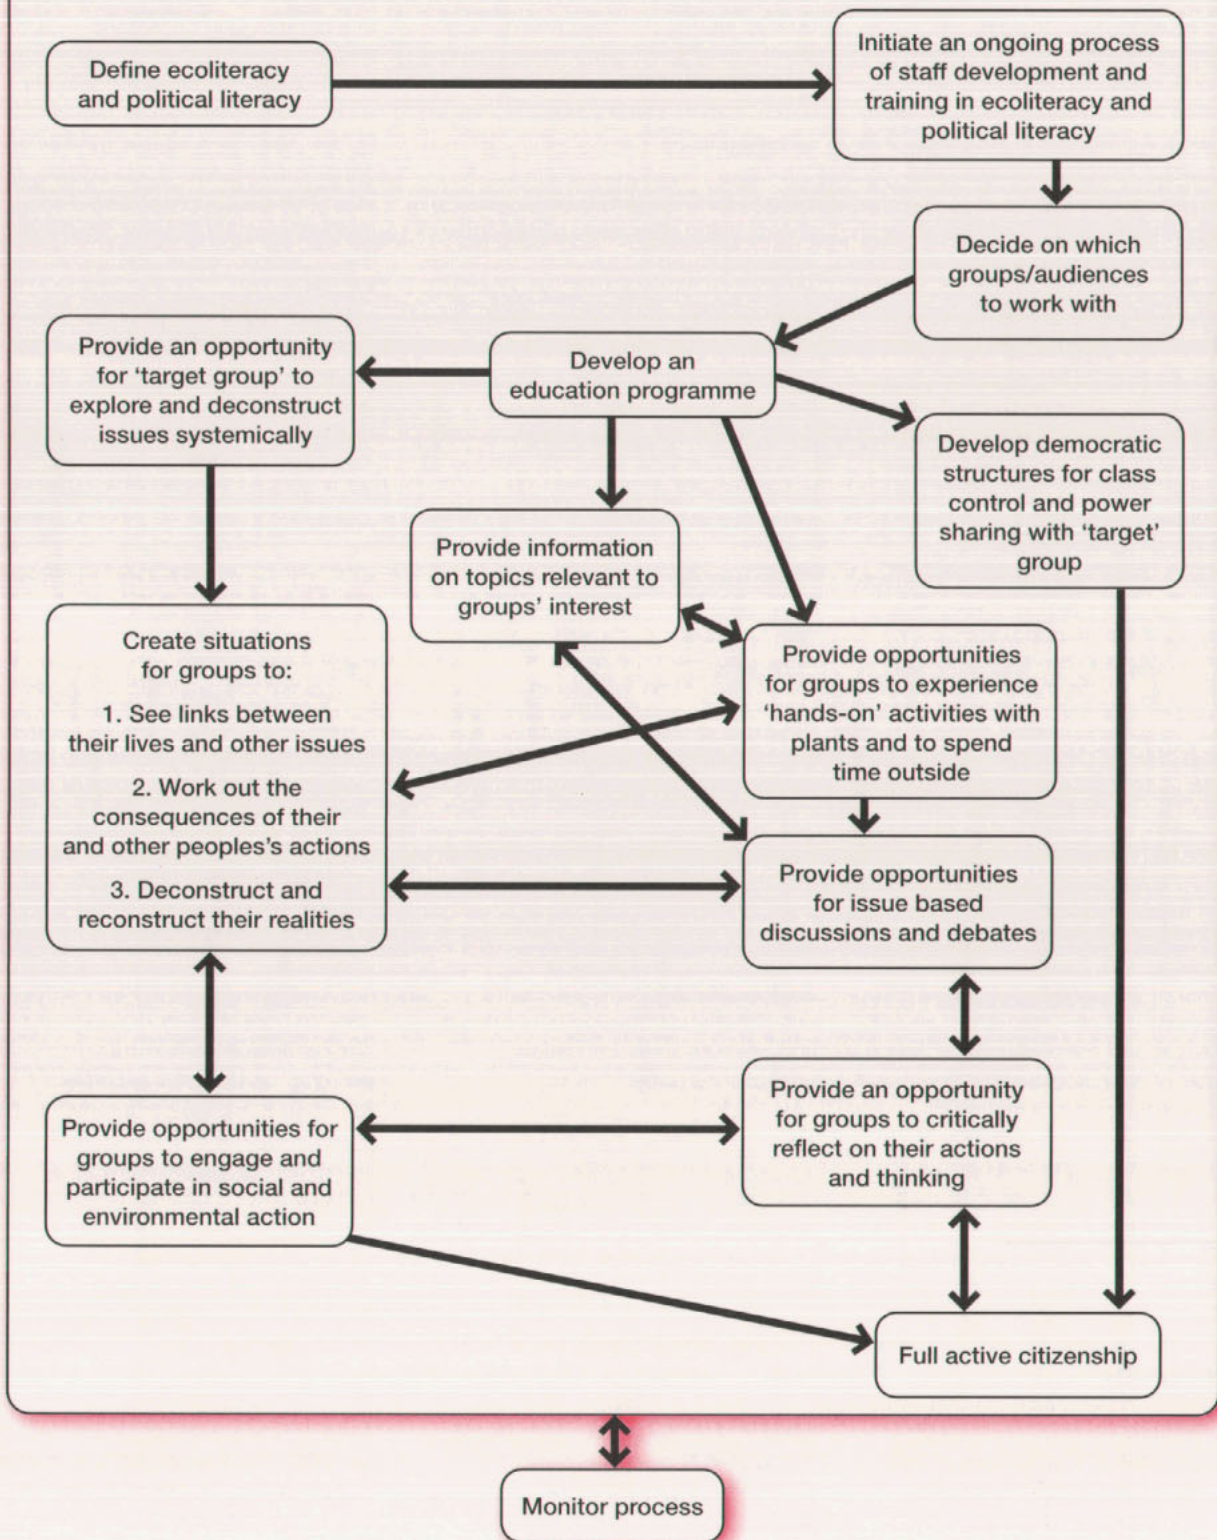 Define ecoliteracy
and political literacy
Initiate an ongoing process
of staff development and
training in ecoliteracy and
political literacy
Decide on which
groups/audiences
to work with
Develop an
education programme
Provide an opportunity
for ‘target group’ to
explore and deconstruct
issues systemically
Develop democratic
structures for class
control and power
sharing with ‘target’
group
Provide information
on topics relevant to
groups’ interest
Create situations
for groups to:
1. See links between
their lives and other issues
2. Work out the
consequences of their
and other peoples’s actions
3. Deconstruct and
reconstruct their realities
Provide opportunities
for groups to experience
‘hands-on’ activities with
plants and to spend
time outside
Provide opportunities
for issue based
discussions and debates
Provide opportunities for
groups to engage and
participate in social and
environmental action
Provide an opportunity
for groups to critically
reflect on their actions
and thinking
Full active citizenship
Monitor process